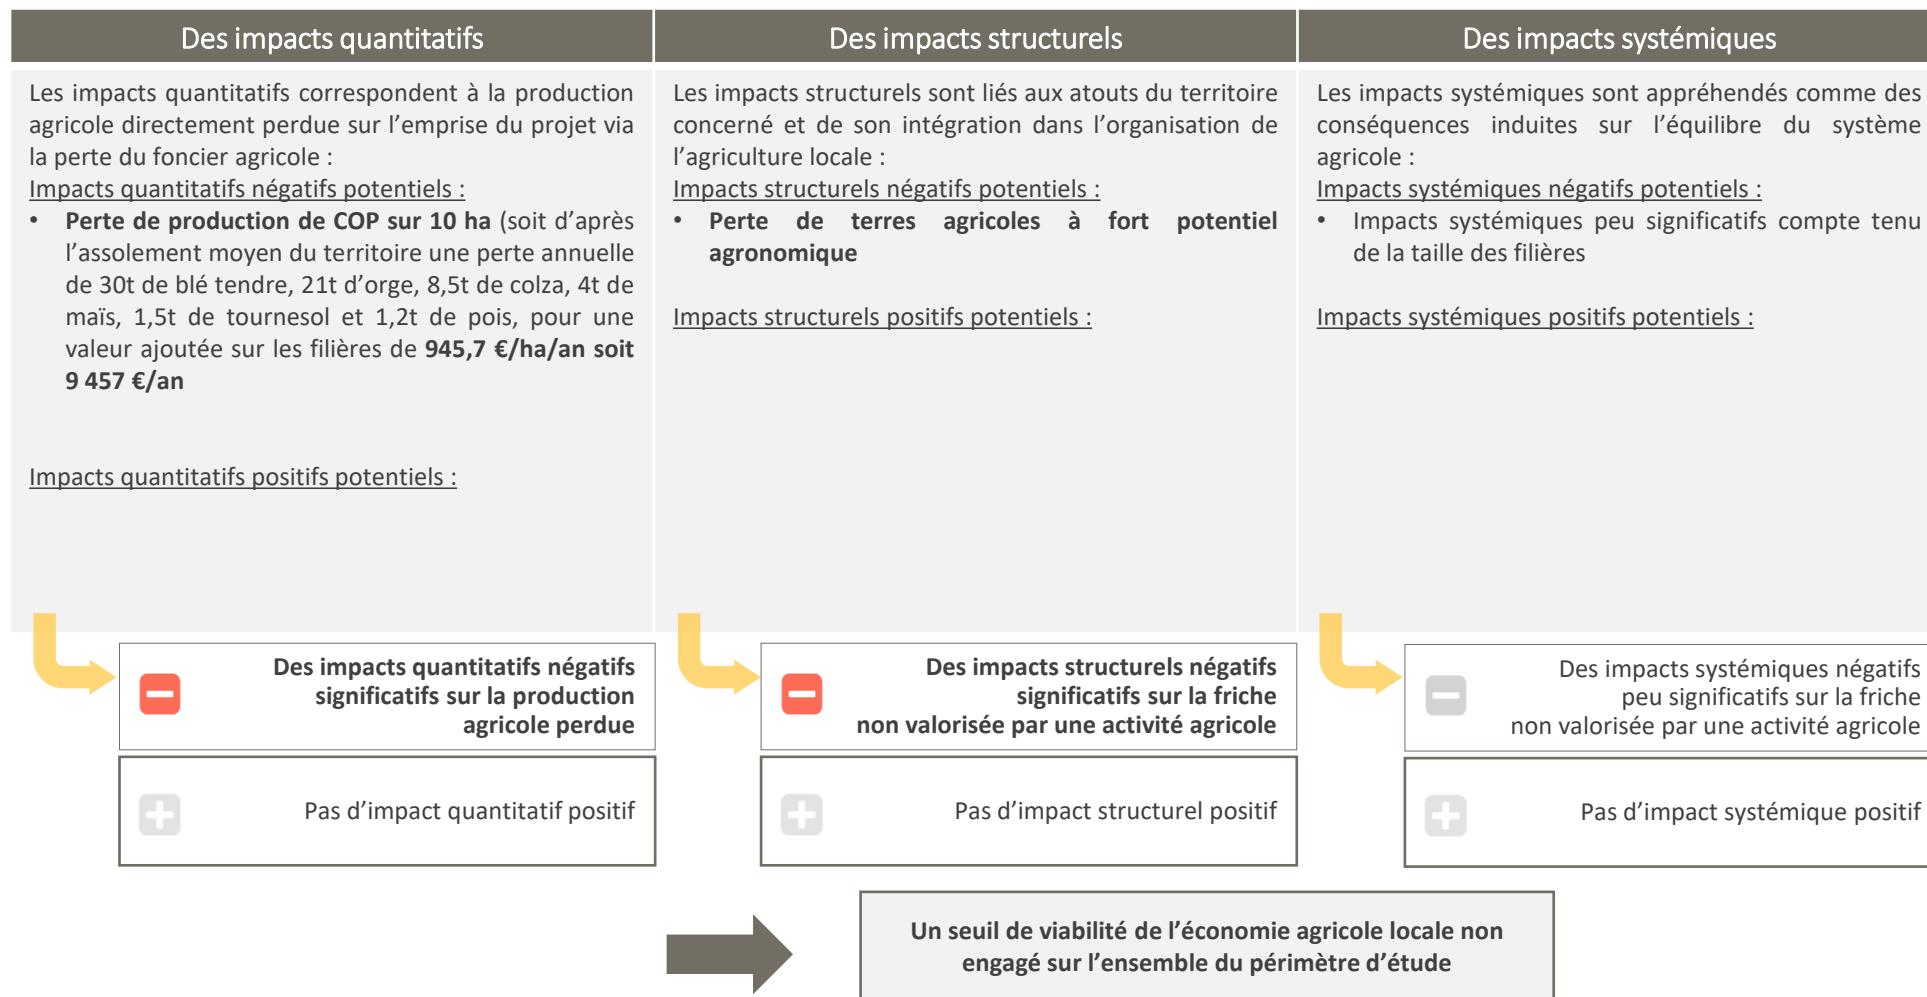 Des impacts quantitatifs
Les impacts quantitatifs correspondent à la production
agricole directement perdue sur l’emprise du projet via
la perte du foncier agricole :
Impacts quantitatifs négatifs potentiels :
• Perte de production de COP sur 10 ha (soit d’après
l’assolement moyen du territoire une perte annuelle
de 30t de blé tendre, 21t d’orge, 8,5t de colza, 4t de
maïs, 1,5t de tournesol et 1,2t de pois, pour une
valeur ajoutée sur les filières de 945,7 €/ha/an soit
9 457 €/an
Impacts quantitatifs positifs potentiels :
Des impacts quantitatifs négatifs
significatifs sur la production
agricole perdue
Pas d’impact quantitatif positif
Des impacts structurels
Les impacts structurels sont liés aux atouts du territoire
concerné et de son intégration dans l’organisation de
l’agriculture locale :
Impacts structurels négatifs potentiels :
• Perte de terres agricoles à fort potentiel
agronomique
Impacts structurels positifs potentiels :
Des impacts structurels négatifs
significatifs sur la friche
non valorisée par une activité agricole
Pas d’impact structurel positif
Des impacts systémiques
Les impacts systémiques sont appréhendés comme des
conséquences induites sur l’équilibre du système
agricole :
Impacts systémiques négatifs potentiels :
• Impacts systémiques peu significatifs compte tenu
de la taille des filières
Impacts systémiques positifs potentiels :
Des impacts systémiques négatifs
peu significatifs sur la friche
non valorisée par une activité agricole
Pas d’impact systémique positif
Un seuil de viabilité de l’économie agricole locale non
engagé sur l’ensemble du périmètre d’étude